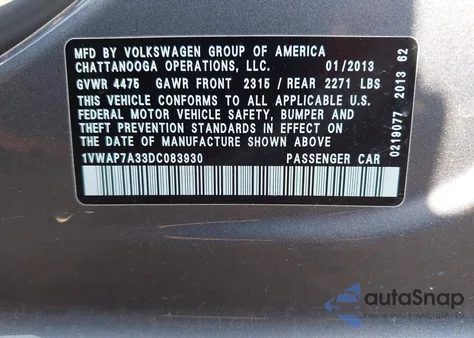 MFD BY VOLKSWAGEN GROUP OF AMERICA
CHATTANOOGA OPERATIONS, LLC. 01/2013
GVWR 4475 GAWR FRONT 2315 / REAR 2271 LBS
THIS VEHICLE CONFORMS TO ALL APPLICABLE U.S.
FEDERAL MOTOR VEHICLE SAFETY, BUMPER, AND
THEFT PREVENTION STANDARDS IN EFFECT ON THE
DATE OF MANUFACTURE SHOWN ABOVE.
1VWAP7A33DC083930 PASSENGER CAR
0219077 2013 62
autoSnap